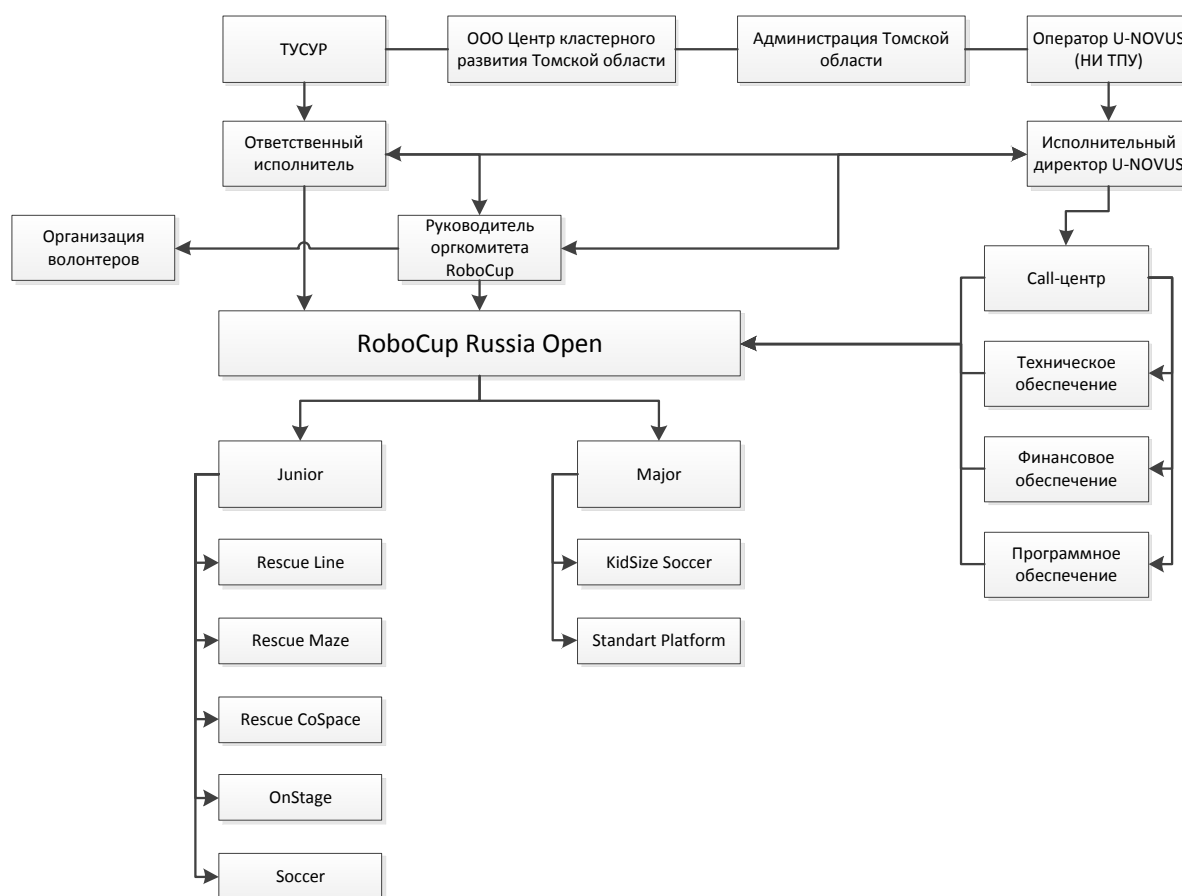 ТУСУР
ООО Центр кластерного
развития Томской области
Администрация Томской
области
Оператор U-NOVUS
(НИ ТПУ)
Ответственный
исполнитель
Исполнительный
директор U-NOVUS
Организация
волонтеров
Руководитель
оргкомитета
RoboCup
Call-центр
RoboCup Russia Open
Техническое
обеспечение
Финансовое
обеспечение
Программное
обеспечение
Junior
Major
Rescue Line
KidSize Soccer
Rescue Maze
Standart Platform
Rescue CoSpace
OnStage
Soccer